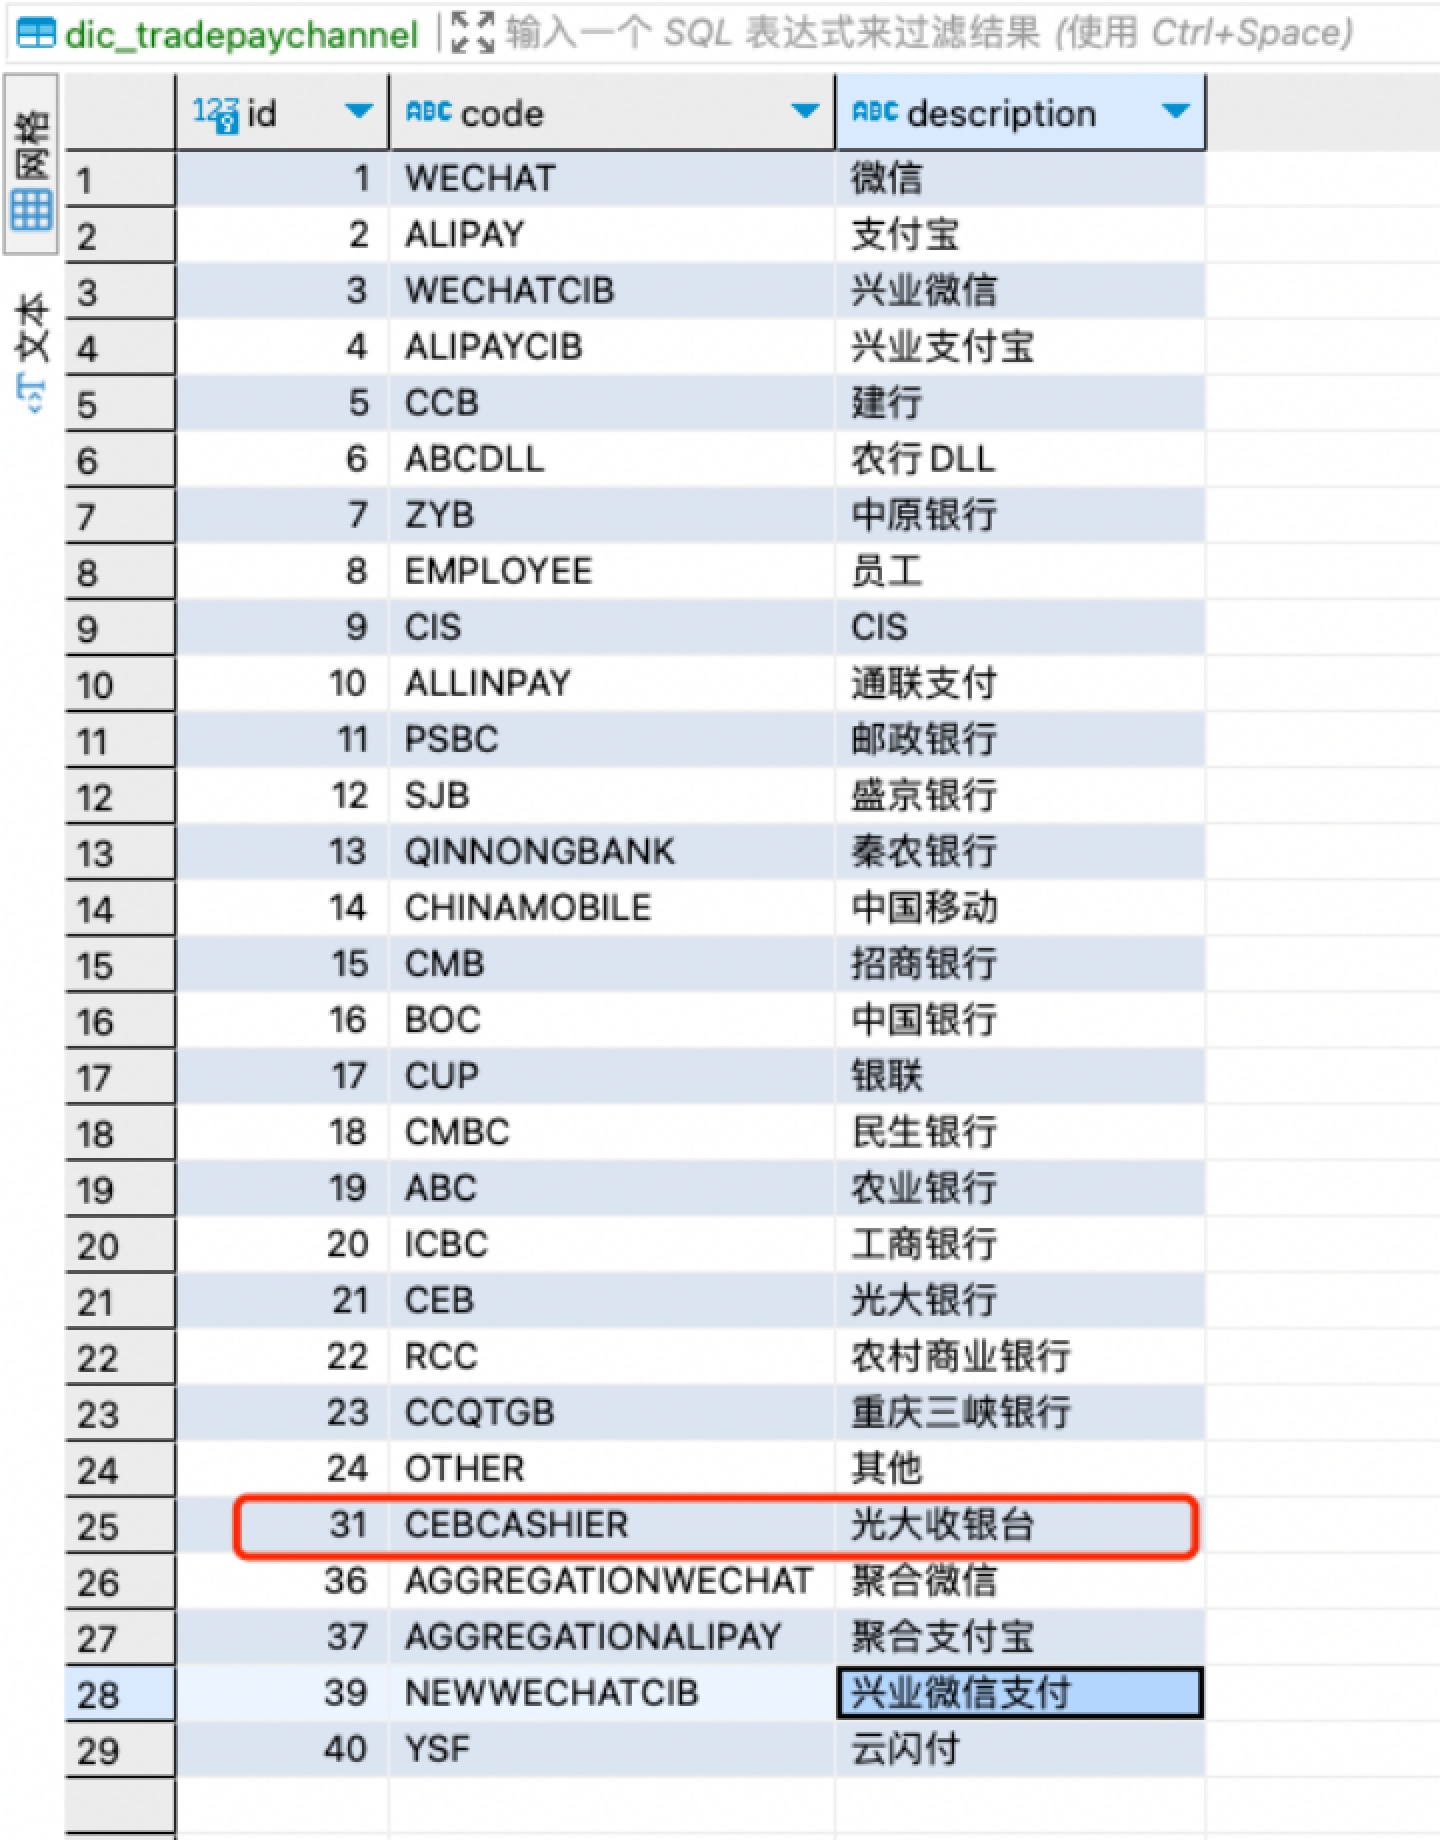 dic_tradepaychannel 输入一个 SQL 表达式来过滤结果 (使用 Ctrl+Space)
网格
文本
123 id ABC code ABC description
1 1 WECHAT 微信
2 2 ALIPAY 支付宝
3 3 WECHATCIB 兴业微信
4 4 ALIPAYCIB 兴业支付宝
5 5 CCB 建行
6 6 ABCDLL 农行DLL
7 7 ZYB 中原银行
8 8 EMPLOYEE 员工
9 9 CIS CIS
10 10 ALLINPAY 通联支付
11 11 PSBC 邮政银行
12 12 SJB 盛京银行
13 13 QINNONGBANK 秦农银行
14 14 CHINAMOBILE 中国移动
15 15 CMB 招商银行
16 16 BOC 中国银行
17 17 CUP 银联
18 18 CMBC 民生银行
19 19 ABC 农业银行
20 20 ICBC 工商银行
21 21 CEB 光大银行
22 22 RCC 农村商业银行
23 23 CCQTGB 重庆三峡银行
24 24 OTHER 其他
25 31 CEBCASHIER 光大收银台
26 36 AGGREGATIONWECHAT 聚合微信
27 37 AGGREGATIONALIPAY 聚合支付宝
28 39 NEWWECHATCIB 兴业微信支付
29 40 YSF 云闪付